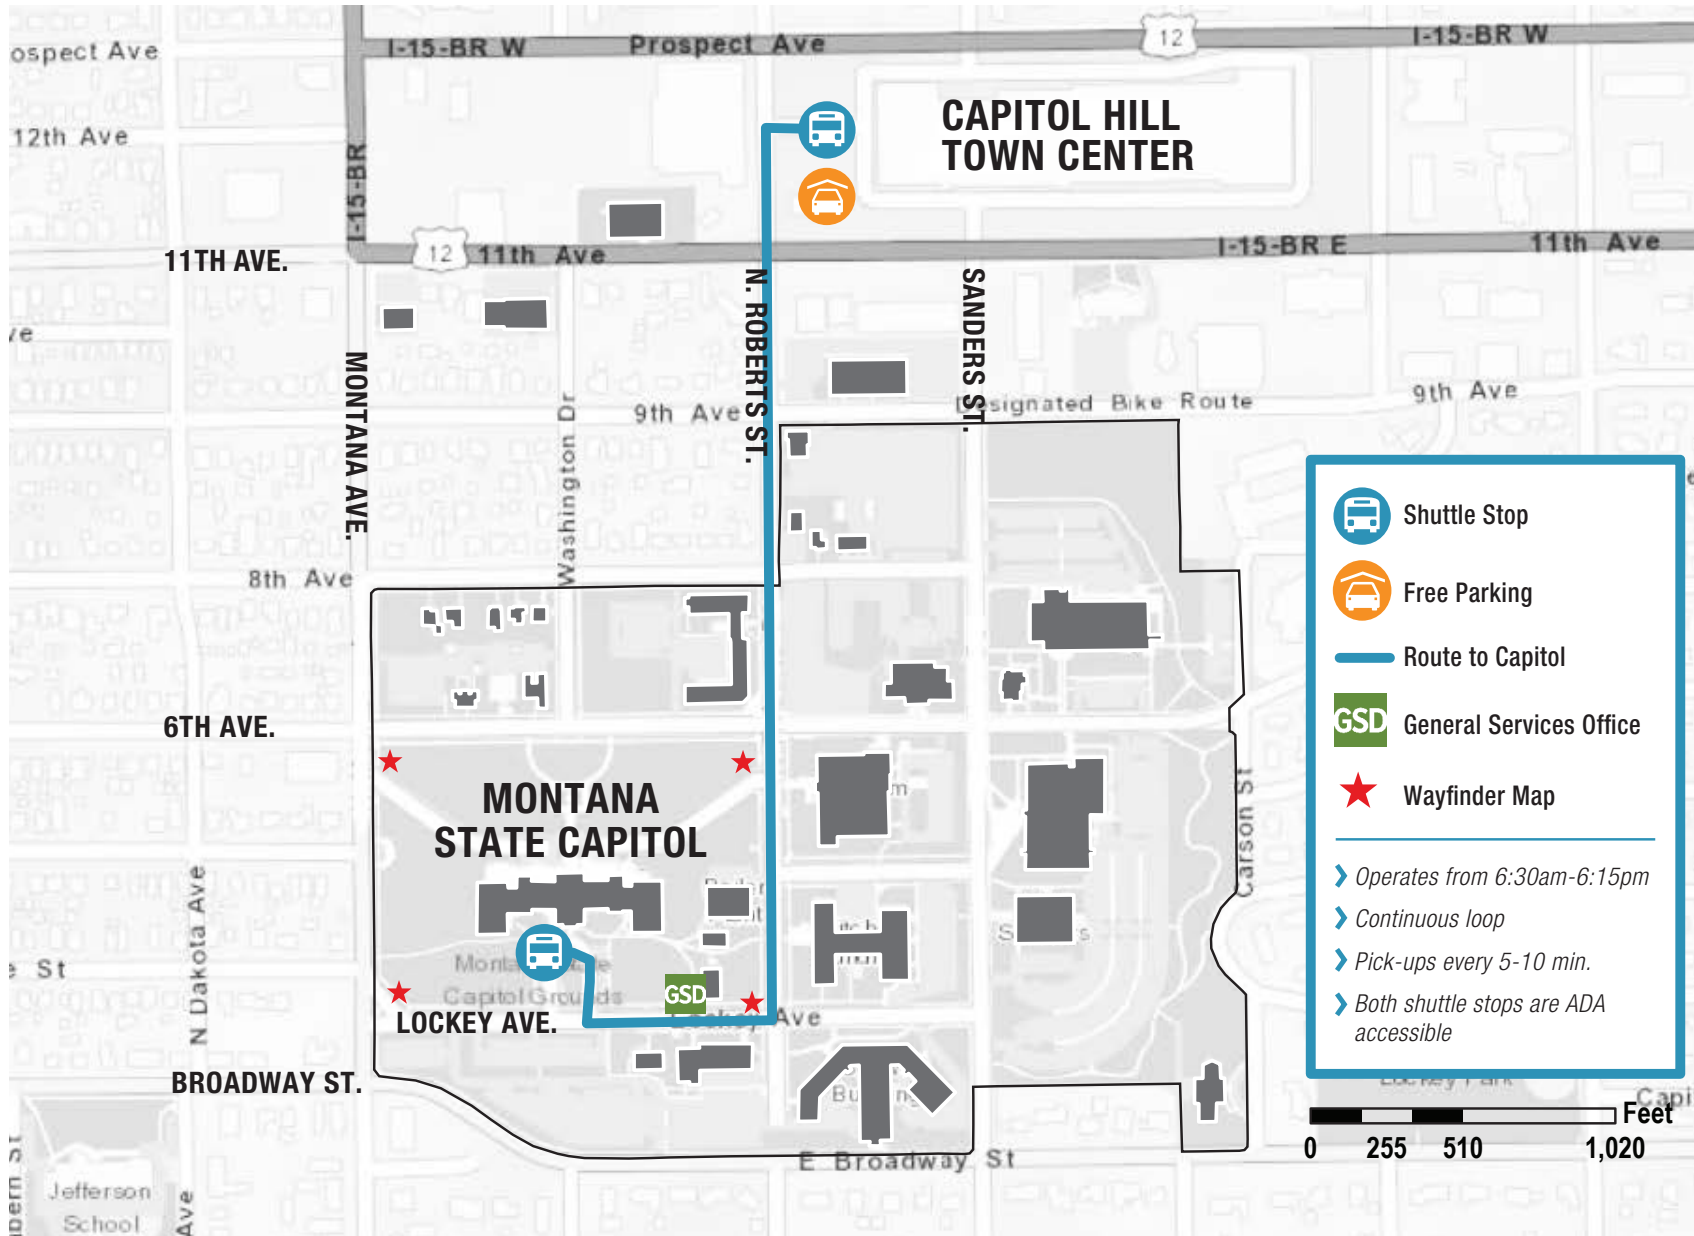 ospect Ave
I-15-BR W
Prospect Ave
12
I-15-BR W
12th Ave
I-15-BR
CAPITOL HILL
TOWN CENTER
11TH AVE.
12
11th Ave
I-15-BR E
11th Ave
N. ROBERTS ST.
SANDERS ST.
MONTANA AVE.
Washington Dr
9th Ave
Designated Bike Route
9th Ave
8th Ave
6TH AVE.
MONTANA
STATE CAPITOL
Carson St
N Dakota Ave
e St
Capitol Grounds
GSD
LOCKEY AVE.
Lockey Ave
BROADWAY ST.
E Broadway St
Jefferson
School
Ave
Shuttle Stop
Free Parking
Route to Capitol
GSD
General Services Office
Wayfinder Map
Operates from 6:30am-6:15pm
Continuous loop
Pick-ups every 5-10 min.
Both shuttle stops are ADA
accessible
Lockey Park
Capi
Feet
0 255 510 1,020